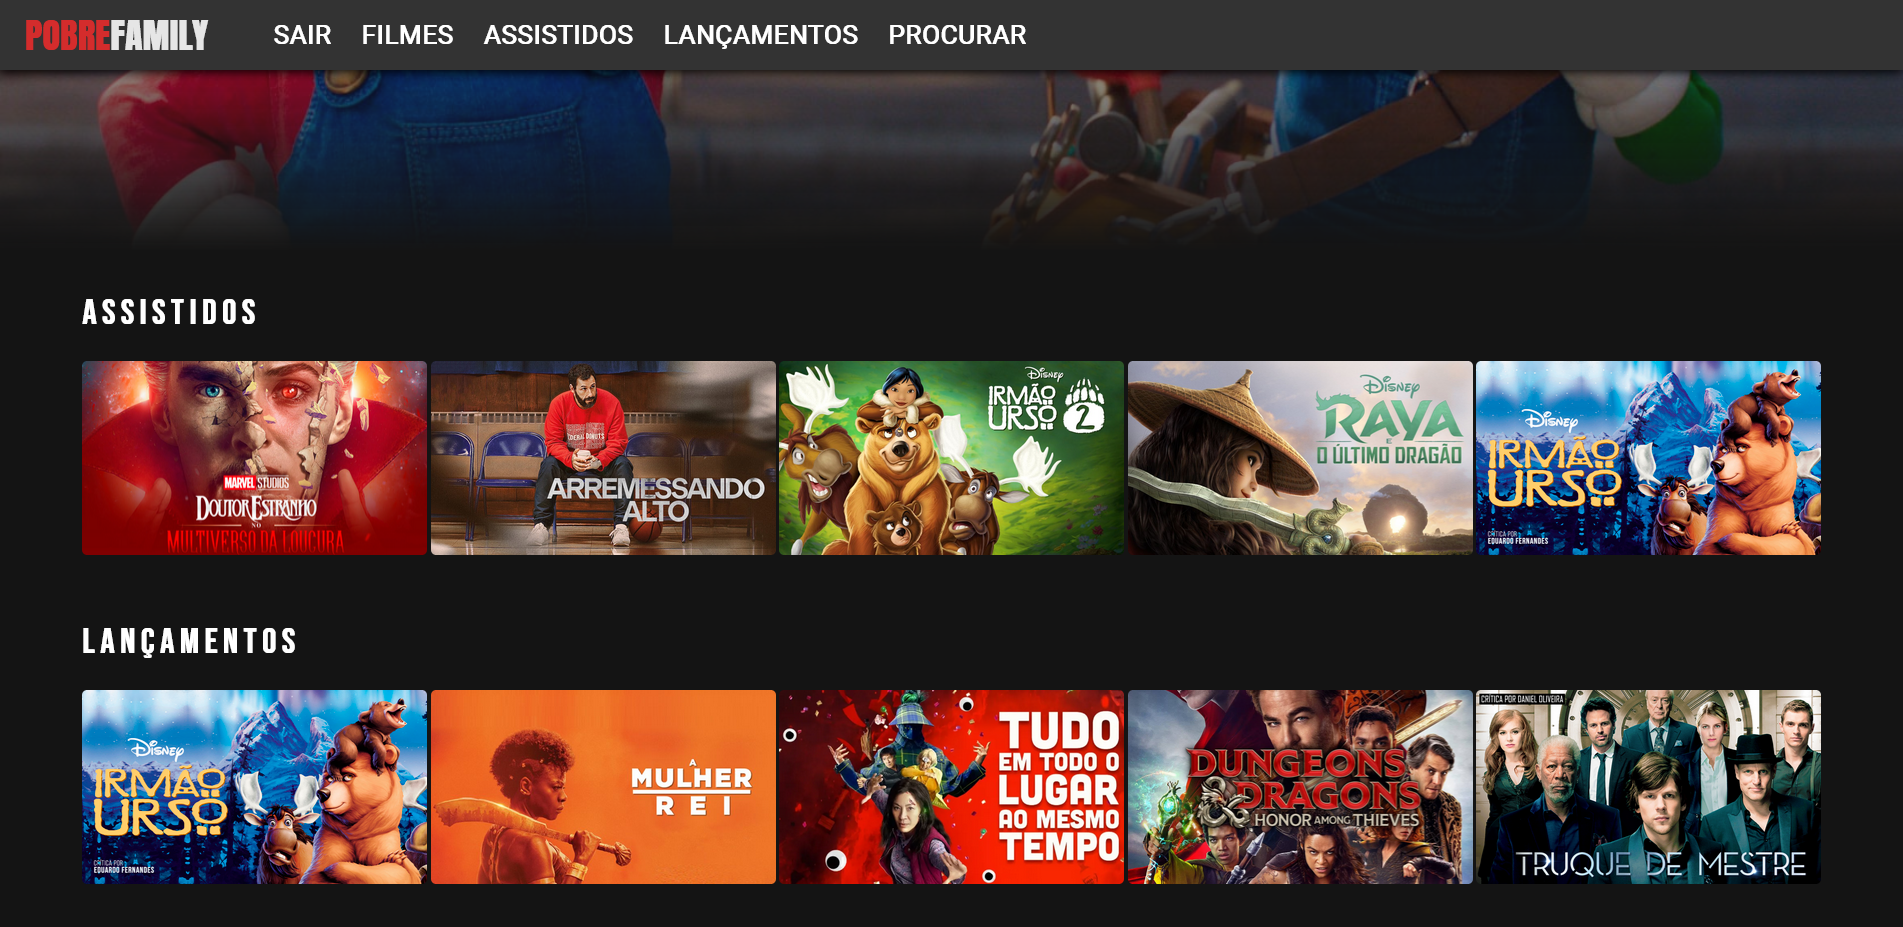 POBREFAMILY SAIR FILMES ASSISTIDOS LANÇAMENTOS PROCURAR
ASSISTIDOS
MARVEL STUDIOS
DOUTOR ESTRANHO
NO
MULTIVERSO DA LOUCURA
DERAL DONUTS
ARREMESSANDO
ALTO
Disney
IRMÃO
URSO
2
Disney
RAYA
E
O ÚLTIMO DRAGÃO
Disney
IRMÃO
URSO
CRÍTICA POR
EDUARDO FERNANDES
LANÇAMENTOS
Disney
IRMÃO
URSO
CRÍTICA POR
EDUARDO FERNANDES
A
MULHER
REI
TUDO
EM TODO O
LUGAR
AO MESMO
TEMPO
DUNGEONS
DRAGONS
HONOR AMONG THIEVES
CRÍTICA POR DANIEL OLIVEIRA
TRUQUE DE MESTRE